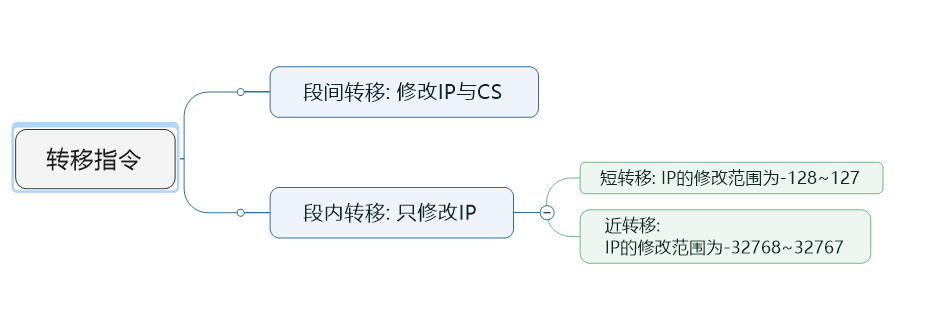 转移指令
段间转移: 修改IP与CS
段内转移: 只修改IP
短转移: IP的修改范围为-128~127
近转移:
IP的修改范围为-32768~32767